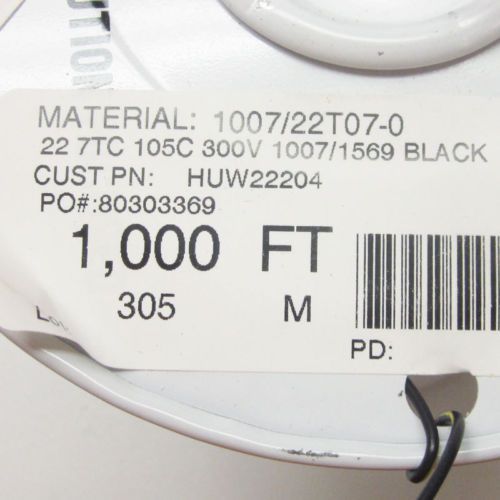 MATERIAL: 1007/22T07-0
22 7TC 105C 300V 1007/1569 BLACK
CUST PN: HUW22204
PO#:80303369
1,000 FT
305 M
PD: